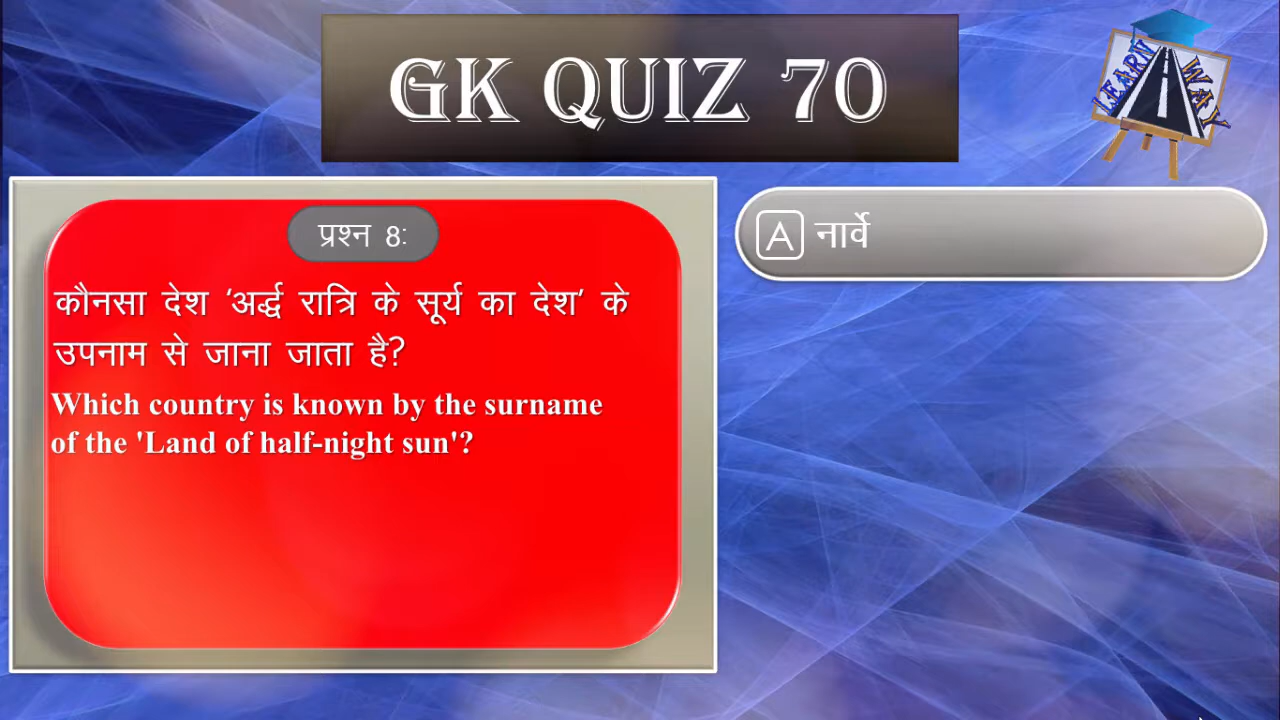 GK QUIZ 70
LEARN WAY
प्रश्न 8:
कौनसा देश ‘अर्द्ध रात्रि के सूर्य का देश’ के
उपनाम से जाना जाता है?
Which country is known by the surname
of the 'Land of half-night sun'?
A नार्वे